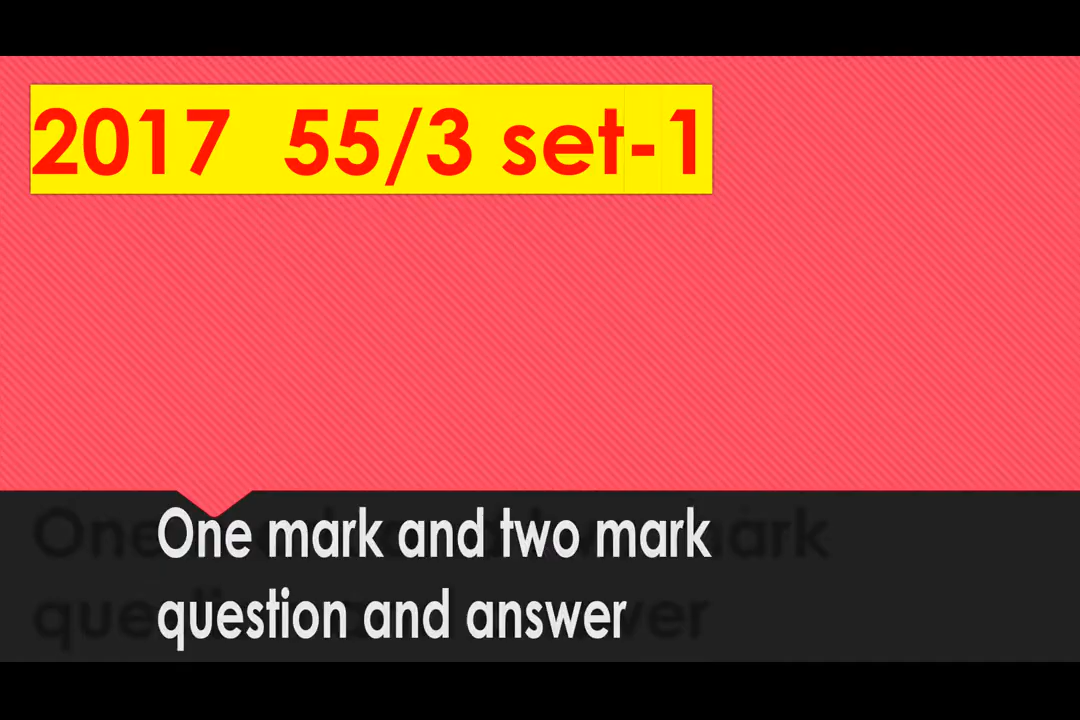 2017 55/3 set-1
One mark and two mark
question and answer